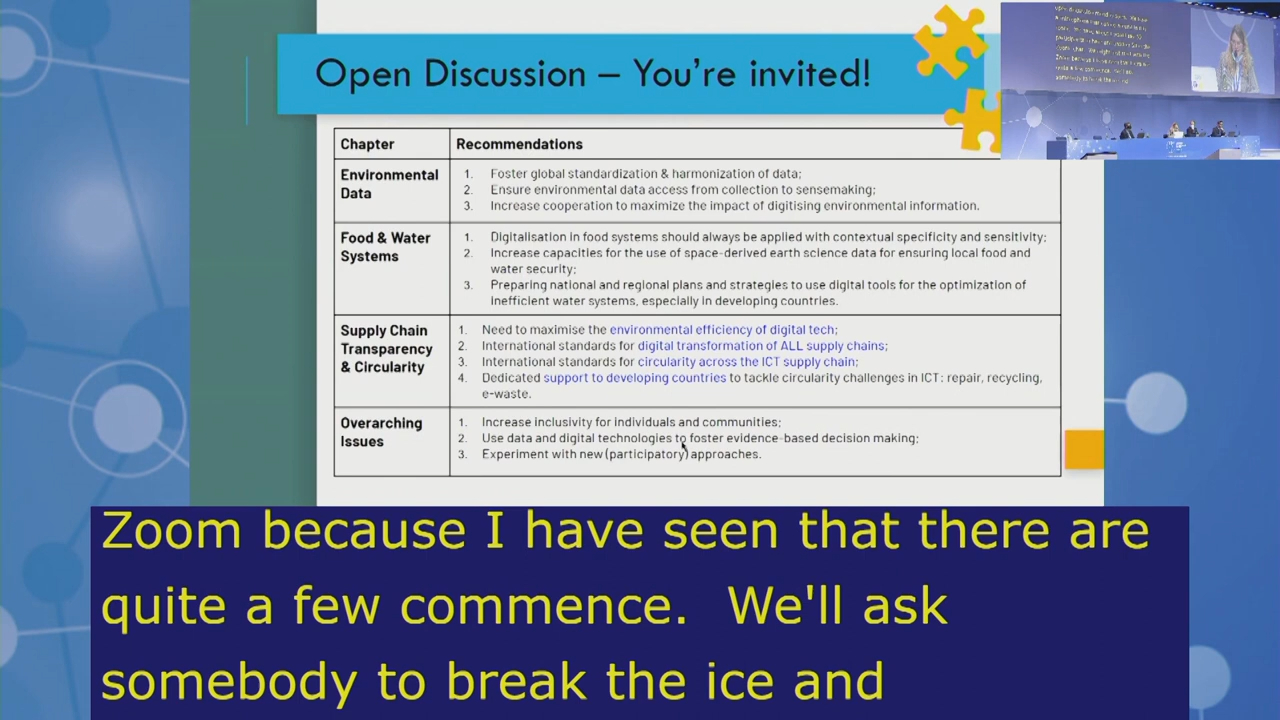 Open Discussion – You're invited!
Chapter Recommendations
Environmental Data
1. Foster global standardization & harmonization of data;
2. Ensure environmental data access from collection to sensemaking;
3. Increase cooperation to maximize the impact of digitising environmental information.
Food & Water Systems
1. Digitalisation in food systems should always be applied with contextual specificity and sensitivity;
2. Increase capacities for the use of space-derived earth science data for ensuring local food and
water security;
3. Preparing national and regional plans and strategies to use digital tools for the optimization of
inefficient water systems, especially in developing countries.
Supply Chain Transparency & Circularity
1. Need to maximise the environmental efficiency of digital tech;
2. International standards for digital transformation of ALL supply chains;
3. International standards for circularity across the ICT supply chain;
4. Dedicated support to developing countries to tackle circularity challenges in ICT: repair, recycling,
e-waste.
Overarching Issues
1. Increase inclusivity for individuals and communities;
2. Use data and digital technologies to foster evidence-based decision making;
3. Experiment with new (participatory) approaches.
Zoom because I have seen that there are
quite a few commence. We'll ask
somebody to break the ice and